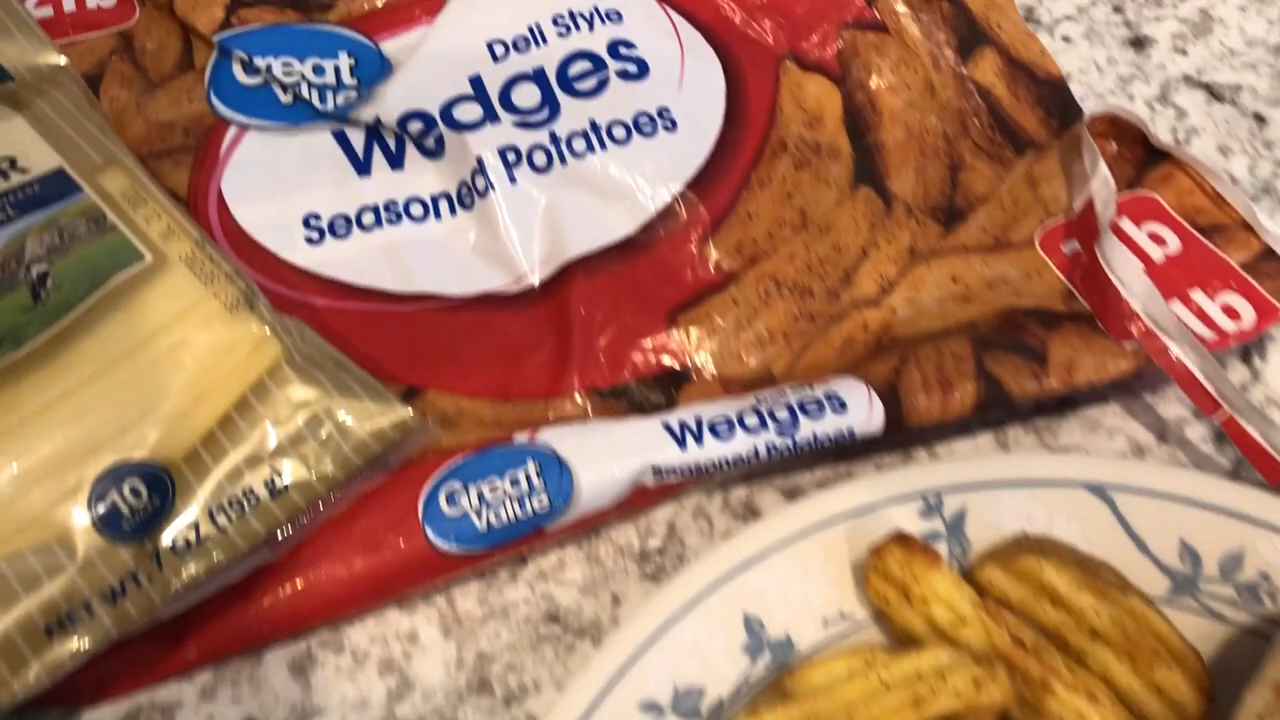 2lb
Great
Value
Deli Style
Wedges
Seasoned Potatoes
lb
lb
R
10
NET WT. 7 OZ (198 g)
Great
Value
Wedges
Seasoned Potatoes